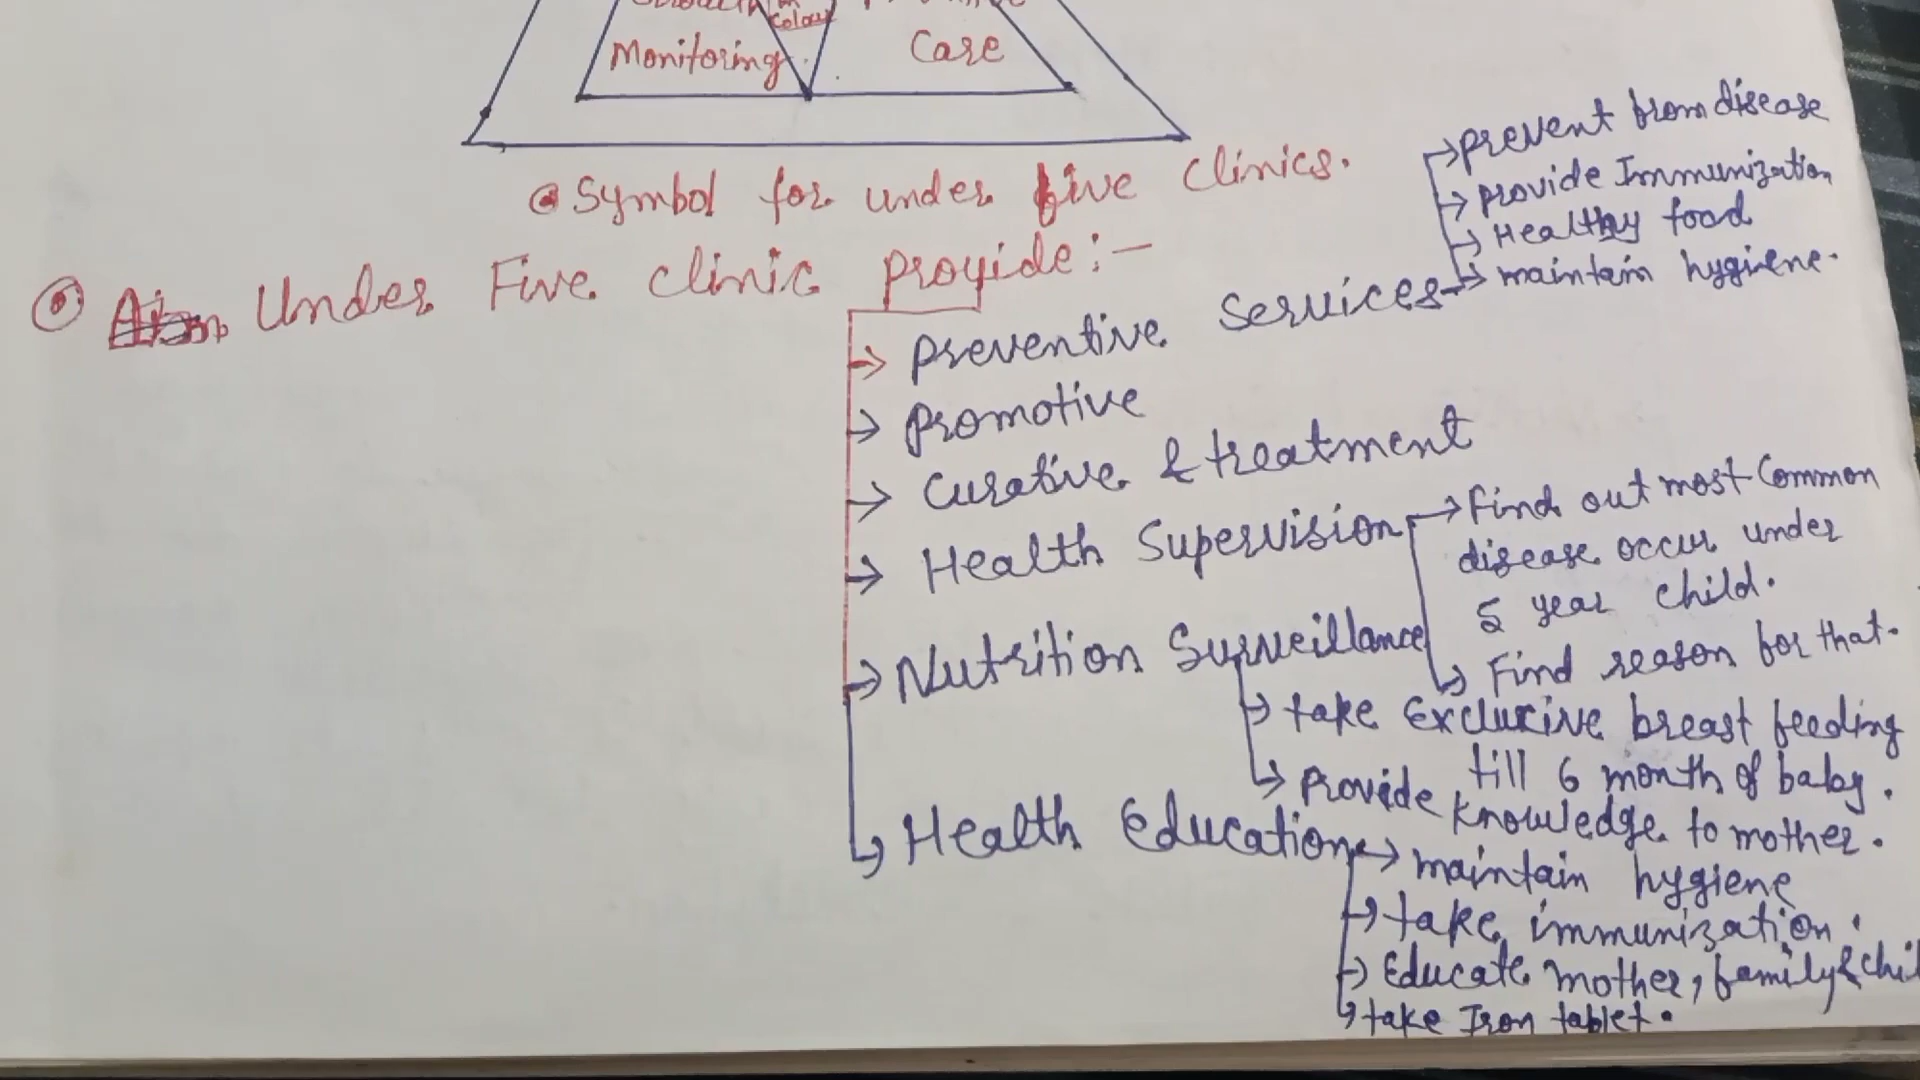 Monitoring
Colour
Care
Symbol for under five clinics.
Under Five clinic provide:-
→ Preventive Services
→ prevent from disease
→ provide Immunization
→ Healthy food
→ maintain hygiene.
→ Promotive
→ Curative & treatment
→ Health Supervision
→ Find out most common
disease occur under
5 year child.
→ Find reason for that.
→ Nutrition Surveillance
→ take Exclucive breast feeding
till 6 month of baby.
→ Provide knowledge to mother.
→ Health Education
→ maintain hygiene
→ take immunization.
→ Educate mother, family &
→ take Iron tablet.